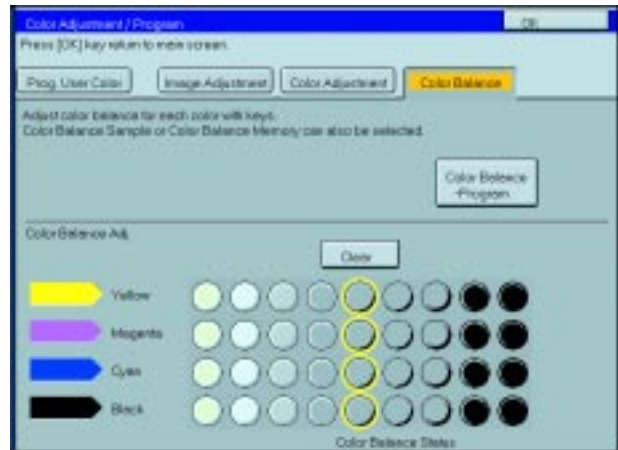 Color Adjustment / Program
OK
Press [OK] key return to main screen.
Prog. User Color
Image Adjustment
Color Adjustment
Color Balance
Adjust color balance for each color with keys.
Color Balance Sample or Color Balance Memory can also be selected.
Color Balance
-Program
Color Balance Adj.
Clear
Yellow
Magenta
Cyan
Black
Color Balance Status